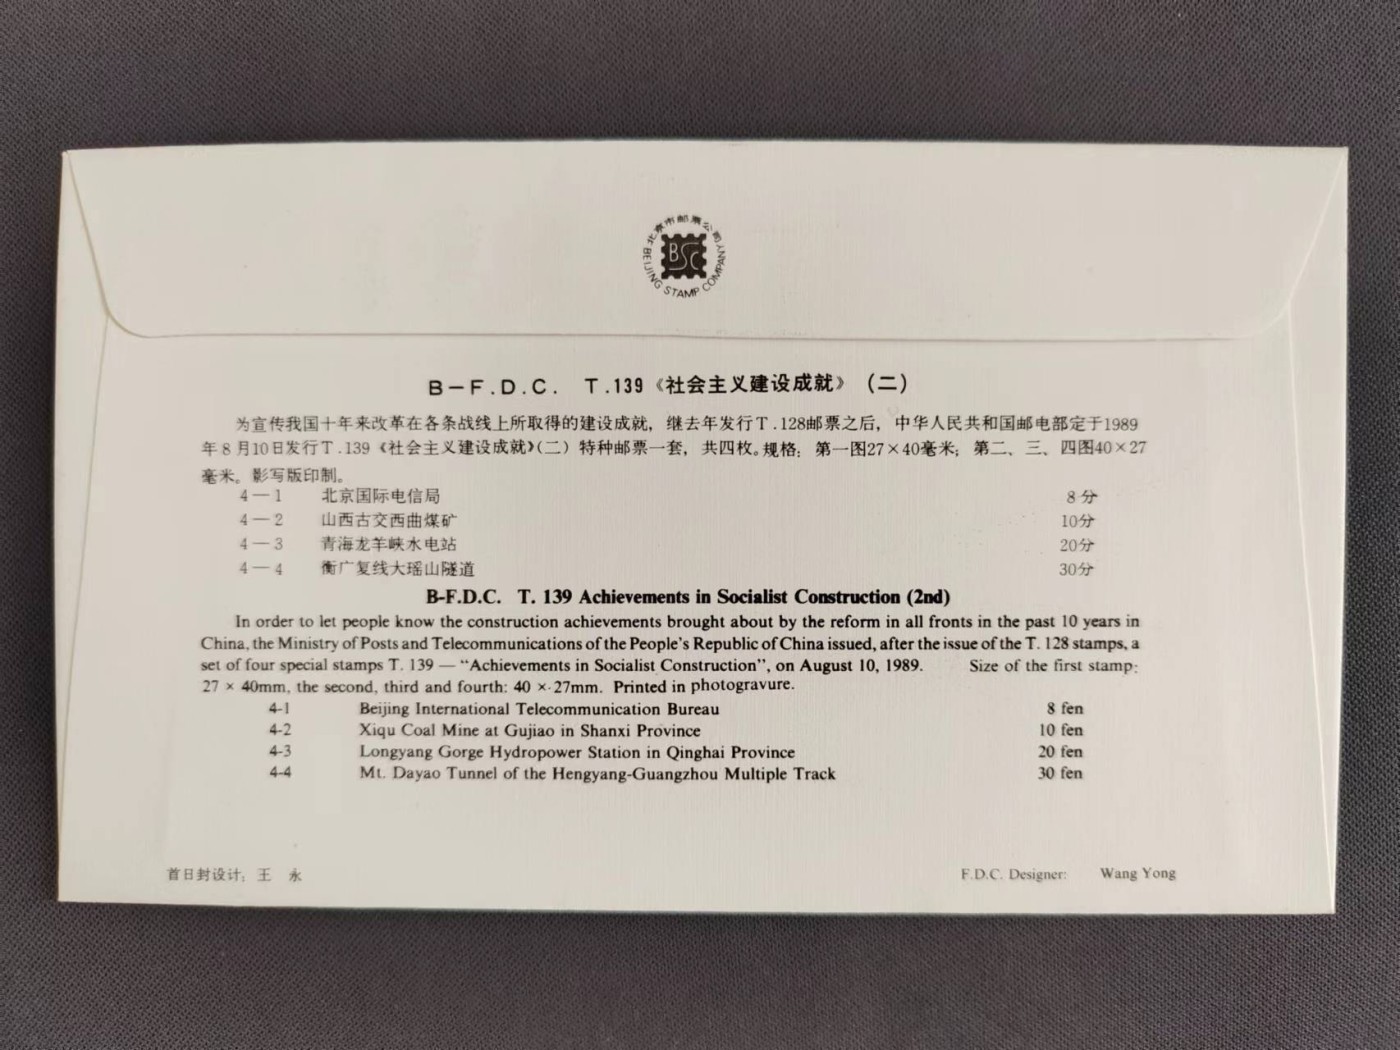 北京市邮票公司
BSC
BEIJING STAMP COMPANY
B－F.D.C. T.139《社会主义建设成就》（二）
为宣传我国十年来改革在各条战线上所取得的建设成就，继去年发行T.128邮票之后，中华人民共和国邮电部定于1989
年8月10日发行T.139《社会主义建设成就》（二）特种邮票一套，共四枚。规格：第一图27×40毫米；第二、三、四图40×27
毫米。影写版印制。
4－1 北京国际电信局 8分
4－2 山西古交西曲煤矿 10分
4－3 青海龙羊峡水电站 20分
4－4 衡广复线大瑶山隧道 30分
B-F.D.C. T. 139 Achievements in Socialist Construction (2nd)
In order to let people know the construction achievements brought about by the reform in all fronts in the past 10 years in
China, the Ministry of Posts and Telecommunications of the People's Republic of China issued, after the issue of the T. 128 stamps, a
set of four special stamps T. 139 — “Achievements in Socialist Construction”, on August 10, 1989. Size of the first stamp:
27 × 40mm, the second, third and fourth: 40 × 27mm. Printed in photogravure.
4-1 Beijing International Telecommunication Bureau 8 fen
4-2 Xiqu Coal Mine at Gujiao in Shanxi Province 10 fen
4-3 Longyang Gorge Hydropower Station in Qinghai Province 20 fen
4-4 Mt. Dayao Tunnel of the Hengyang-Guangzhou Multiple Track 30 fen
首日封设计：王 永 F.D.C. Designer: Wang Yong